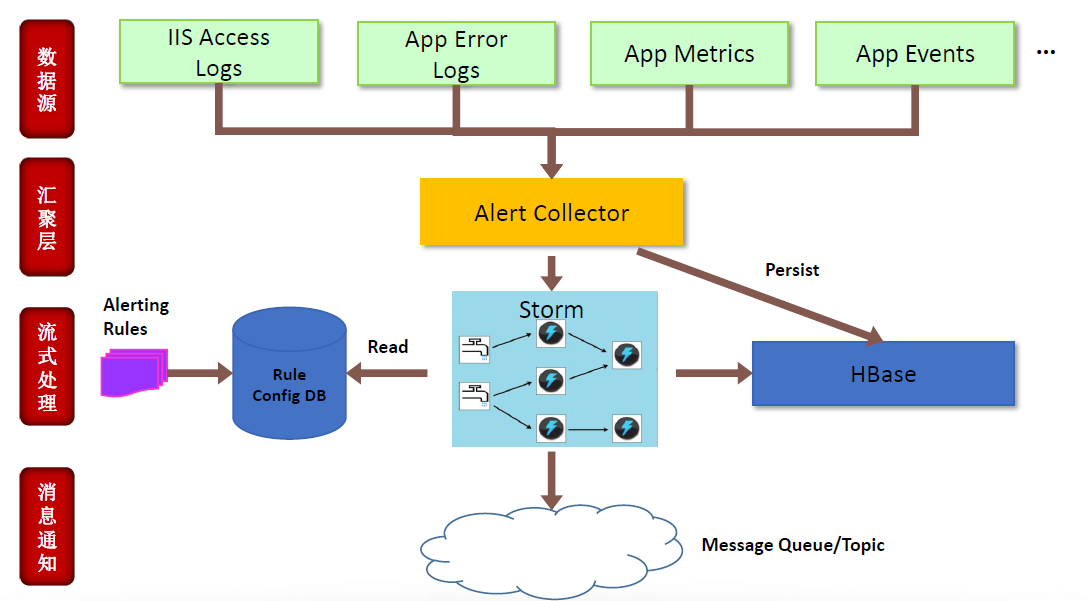 数据源
IIS Access
Logs
App Error
Logs
App Metrics
App Events
...
汇聚层
Alert Collector
Persist
流式处理
Alerting
Rules
Rule
Config DB
Read
Storm
HBase
消息通知
Message Queue/Topic